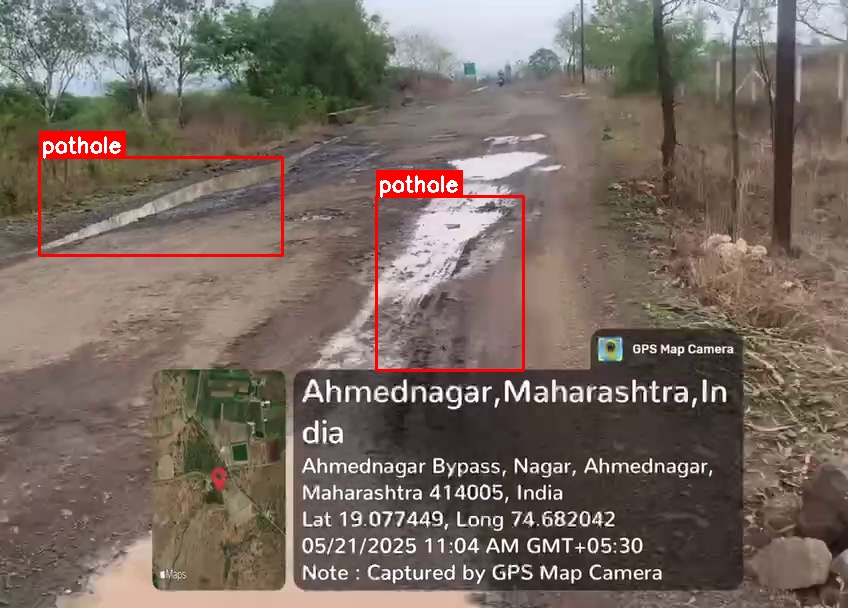 pothole
pothole
GPS Map Camera
Ahmednagar,Maharashtra,In
dia
Ahmednagar Bypass, Nagar, Ahmednagar,
Maharashtra 414005, India
Lat 19.077449, Long 74.682042
05/21/2025 11:04 AM GMT+05:30
Note : Captured by GPS Map Camera
Maps